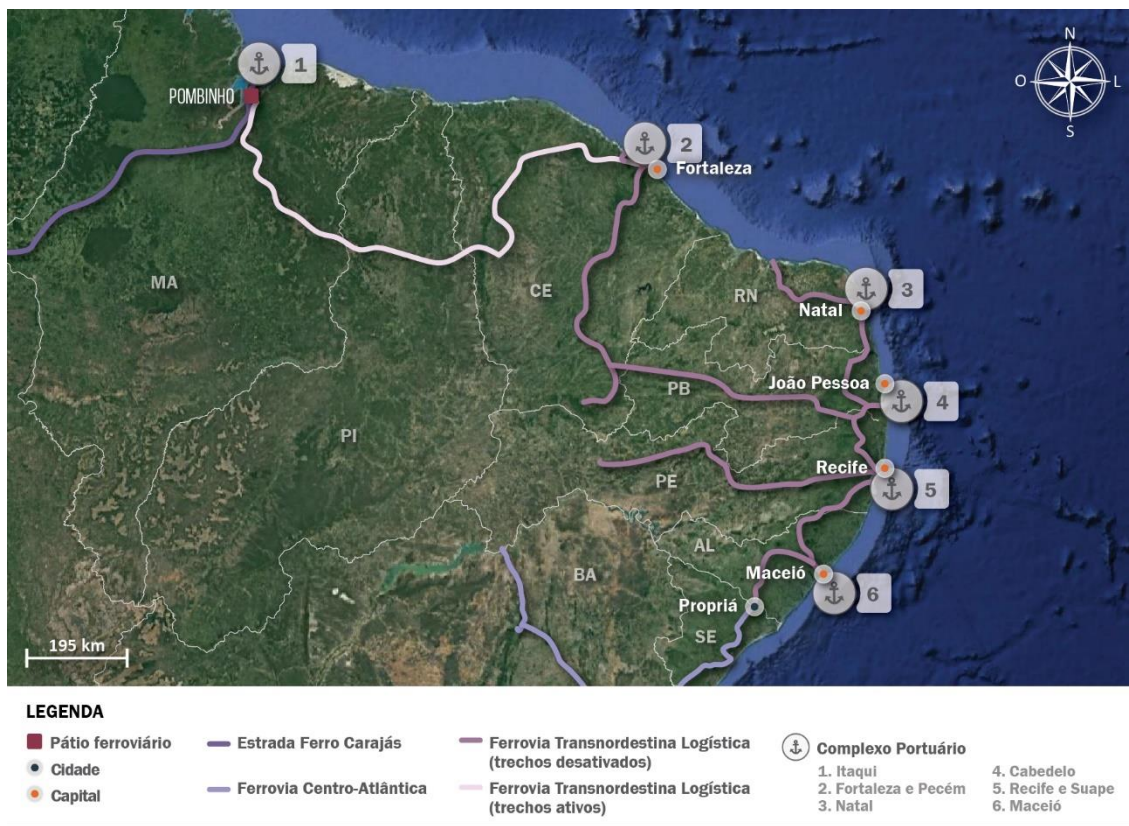 N
O
L
S
1
POMBINHO
2
Fortaleza
MA
CE
RN
3
Natal
João Pessoa
PB
4
PI
Recife
PE
5
AL
BA
Maceió
6
Propriá
SE
195 km
LEGENDA
Pátio ferroviário
Cidade
Capital
Estrada Ferro Carajás
Ferrovia Centro-Atlântica
Ferrovia Transnordestina Logística
(trechos desativados)
Ferrovia Transnordestina Logística
(trechos ativos)
Complexo Portuário
1. Itaqui
2. Fortaleza e Pecém
3. Natal
4. Cabedelo
5. Recife e Suape
6. Maceió